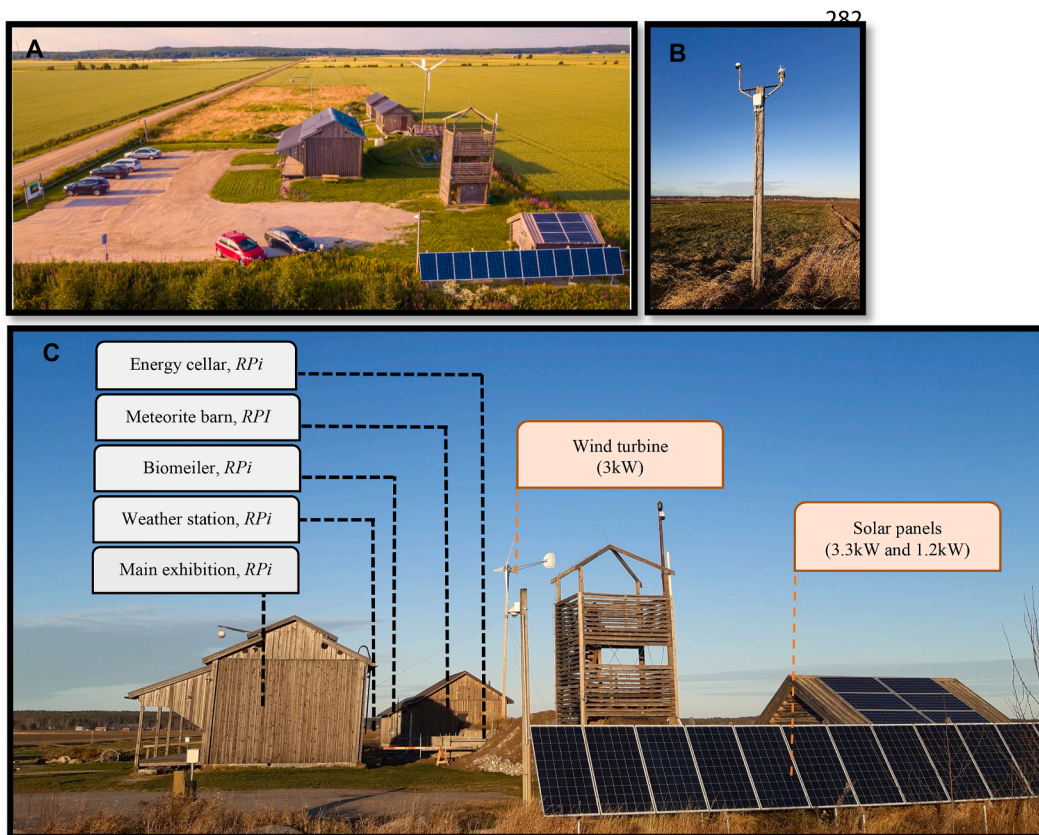 282
A
B
C
Energy cellar, RPi
Meteorite barn, RPI
Biomeiler, RPi
Weather station, RPi
Main exhibition, RPi
Wind turbine
(3kW)
Solar panels
(3.3kW and 1.2kW)